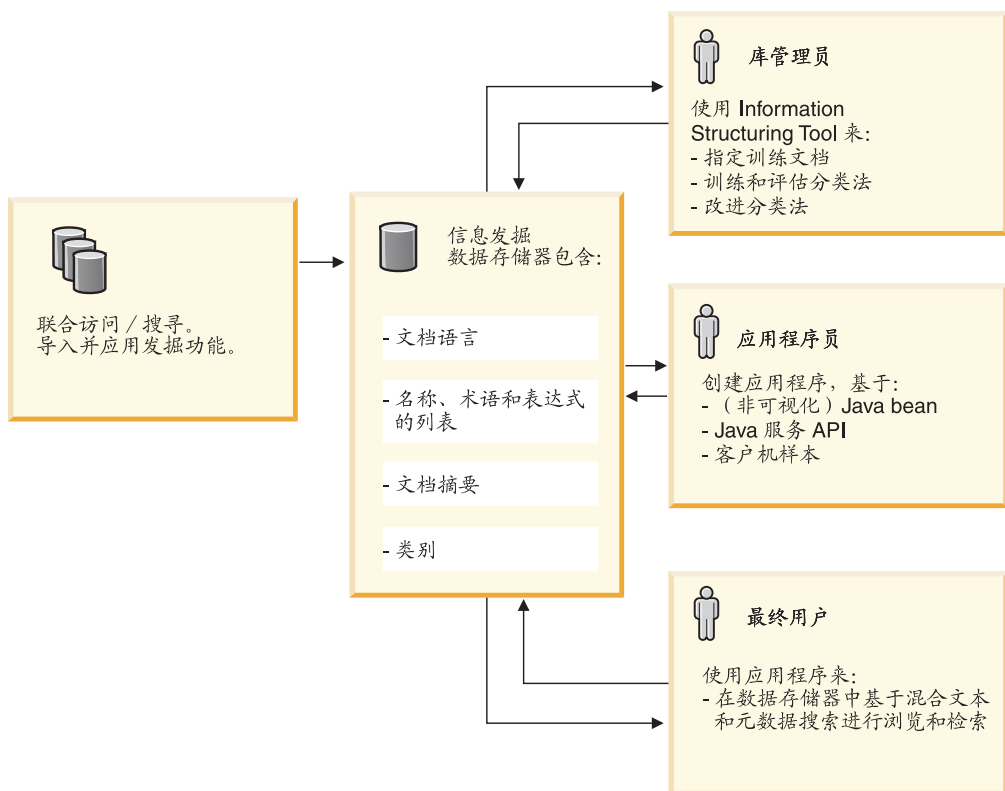 联合访问 / 搜寻。
导入并应用发掘功能。
信息发掘
数据存储器包含：
- 文档语言
- 名称、术语和表达式
的列表
- 文档摘要
- 类别
库管理员
使用 Information
Structuring Tool 来：
- 指定训练文档
- 训练和评估分类法
- 改进分类法
应用程序员
创建应用程序，基于：
- （非可视化）Java bean
- Java 服务 API
- 客户机样本
最终用户
使用应用程序来：
- 在数据存储器中基于混合文本
和元数据搜索进行浏览和检索